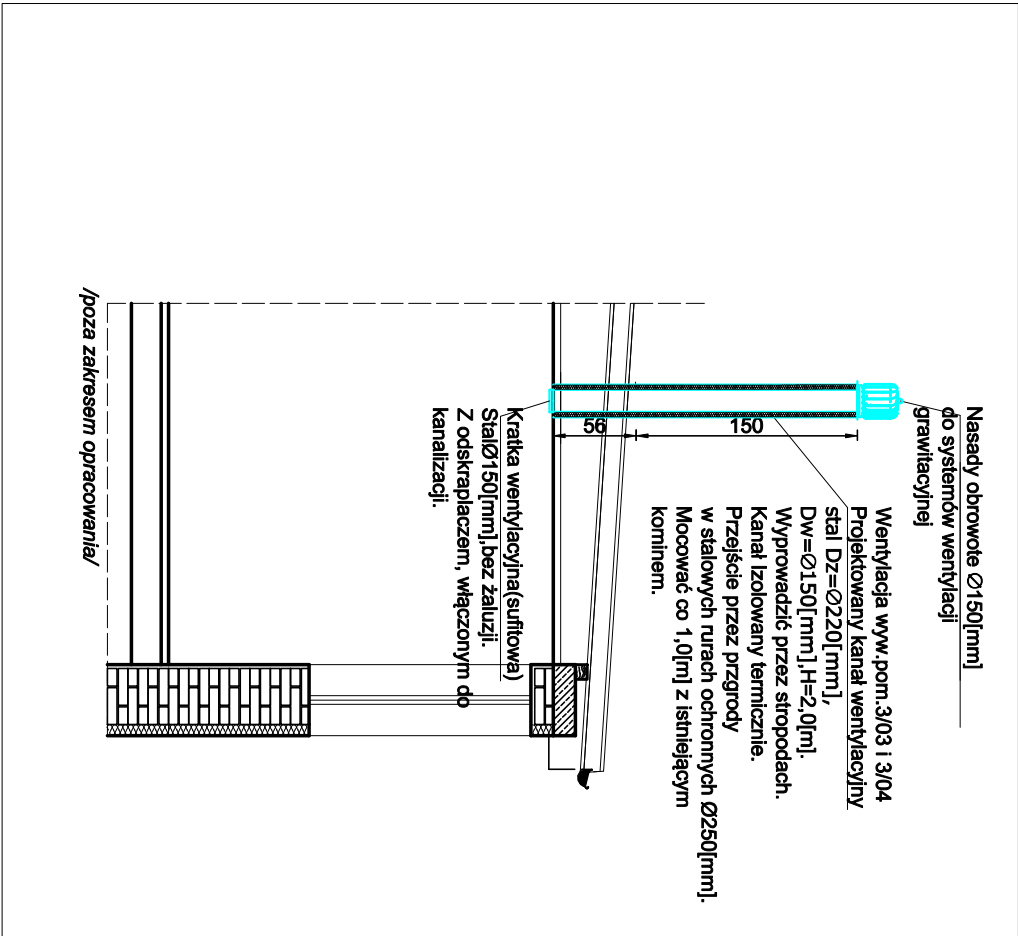 Nasady obrowote Ø150[mm]
do systemów wentylacji
grawitacyjnej
Wentylacja wyw.pom.3/03 i 3/04
Projektowany kanał wentylacyjny
stal Dz=Ø220[mm],
Dw=Ø150[mm],H=2,0[m].
Wyprowadzić przez stropodach.
Kanał Izolowany termicznie.
Przejście przez przgrody
w stalowych rurach ochronnych Ø250[mm].
Mocować co 1,0[m] z istniejącym
kominem.
150
56
Kratka wentylacyjna(sufitowa)
StalØ150[mm],bez żaluzji.
Z odskraplaczem, włączonym do
kanalizacji.
/poza zakresem opracowania/